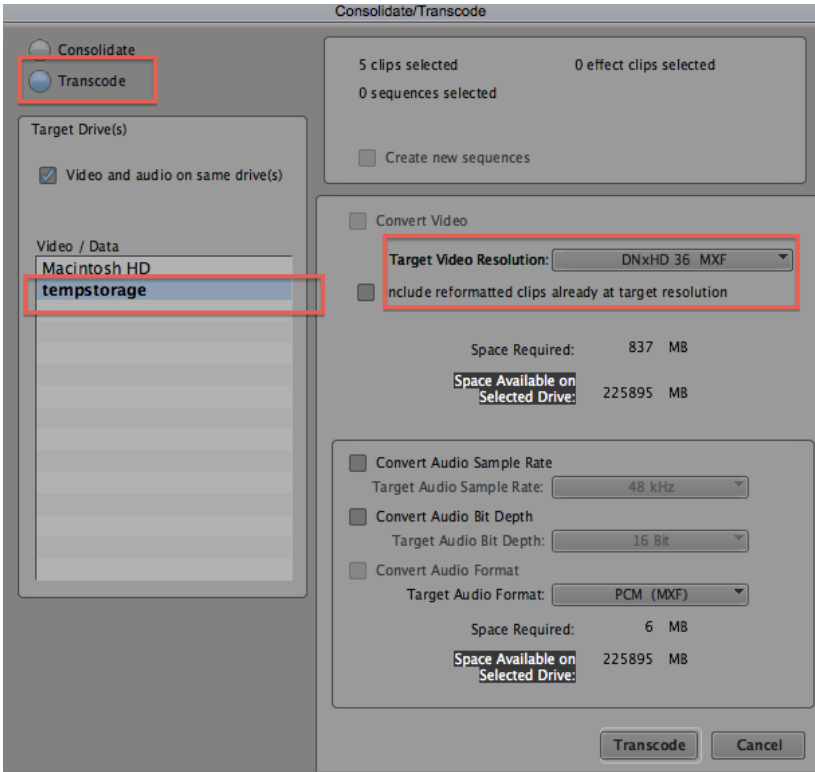 Consolidate/Transcode
Consolidate
Transcode
5 clips selected
0 effect clips selected
0 sequences selected
Create new sequences
Target Drive(s)
Video and audio on same drive(s)
Video / Data
Macintosh HD
tempstorage
Convert Video
Target Video Resolution: DNxHD 36 MXF
nclude reformatted clips already at target resolution
Space Required: 837 MB
Space Available on
Selected Drive: 225895 MB
Convert Audio Sample Rate
Target Audio Sample Rate: 48 kHz
Convert Audio Bit Depth
Target Audio Bit Depth: 16 Bit
Convert Audio Format
Target Audio Format: PCM (MXF)
Space Required: 6 MB
Space Available on
Selected Drive: 225895 MB
Transcode
Cancel